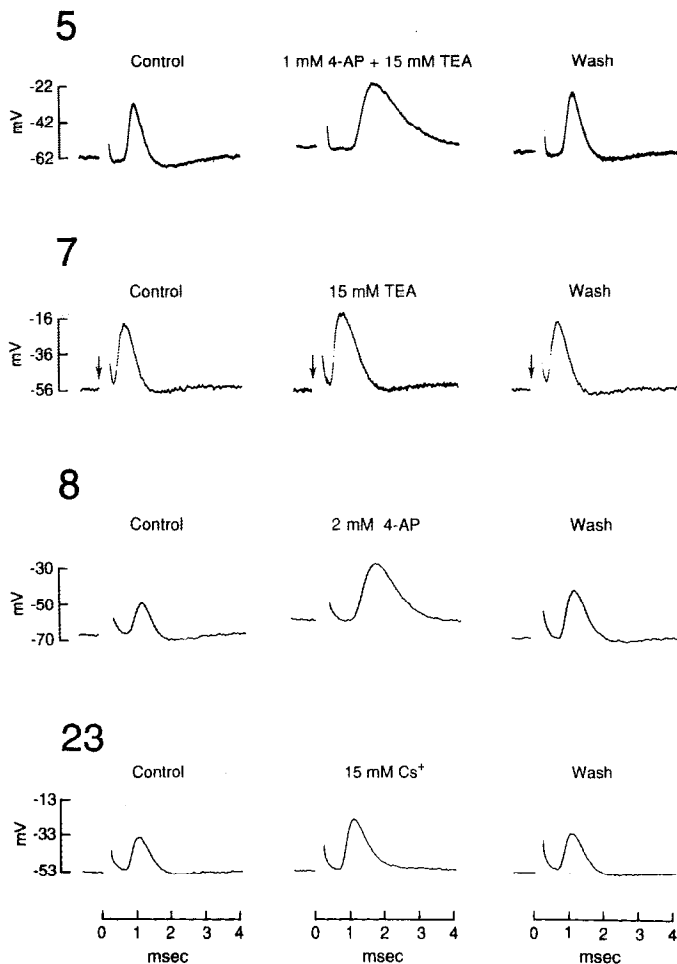 5
Control 1 mM 4-AP + 15 mM TEA Wash
-22
-42
-62
mV
7
Control 15 mM TEA Wash
-16
-36
-56
mV
8
Control 2 mM 4-AP Wash
-30
-50
-70
mV
23
Control 15 mM Cs⁺ Wash
-13
-33
-53
mV
0 1 2 3 4 0 1 2 3 4 0 1 2 3 4
msec msec msec